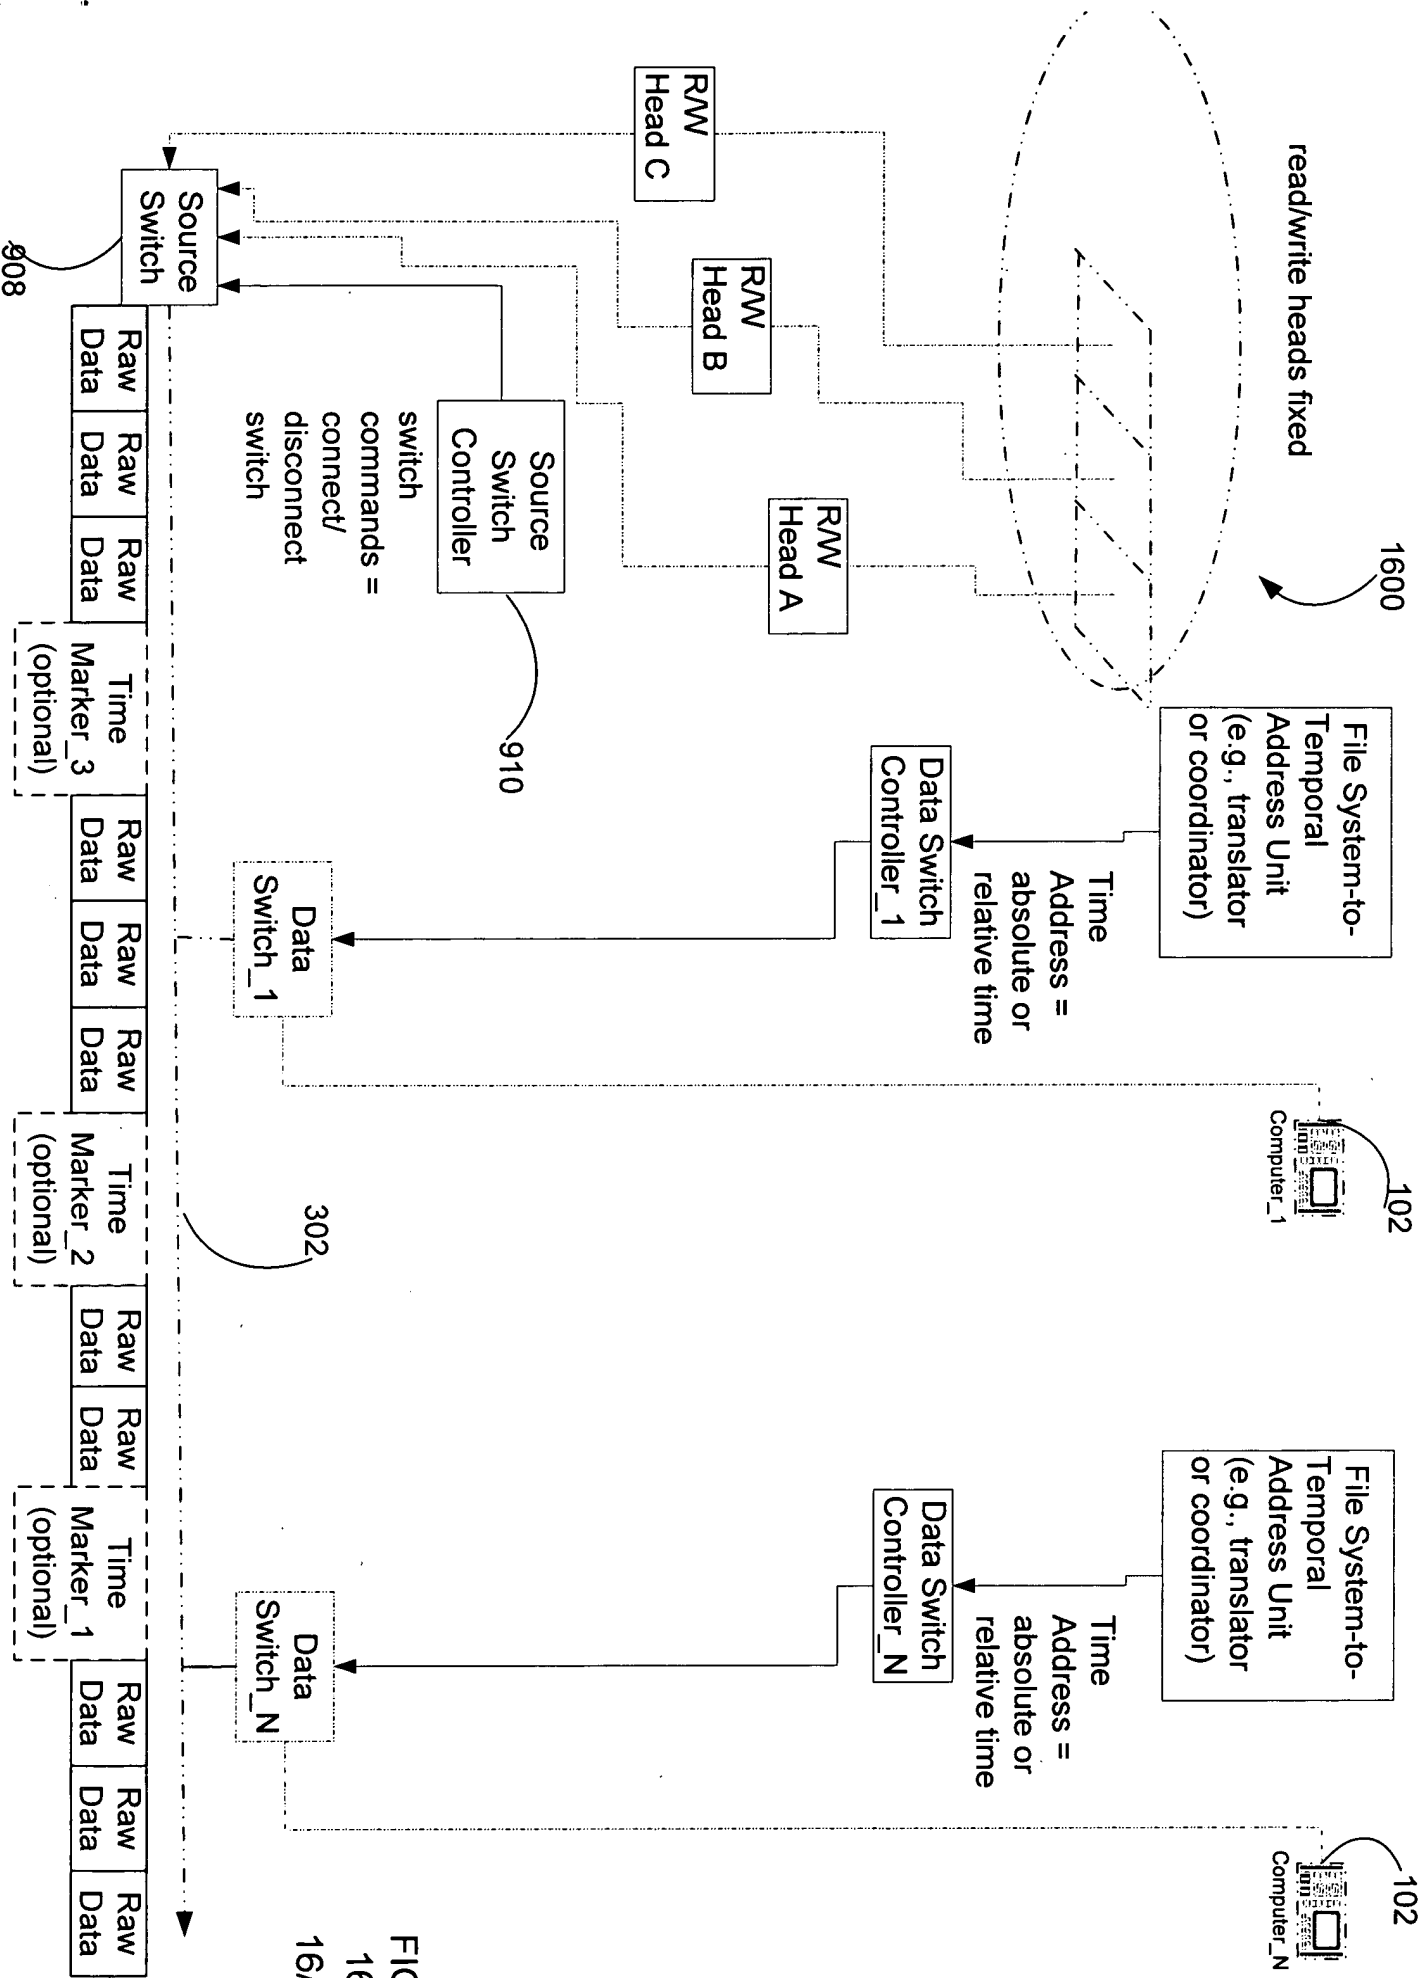 1600
read/write heads fixed
File System-to-
Temporal
Address Unit
(e.g., translator
or coordinator)
102
Computer_1
File System-to-
Temporal
Address Unit
(e.g., translator
or coordinator)
102
Computer_N
Time
Address =
absolute or
relative time
Time
Address =
absolute or
relative time
Data Switch
Controller_1
Data Switch
Controller_N
R/W
Head A
R/W
Head B
R/W
Head C
Source
Switch
Controller
910
switch
commands =
connect/
disconnect
switch
Source
Switch
908
Data
Switch_1
302
Data
Switch_N
Raw
Data
Raw
Data
Raw
Data
Time
Marker_3
(optional)
Raw
Data
Raw
Data
Raw
Data
Time
Marker_2
(optional)
Raw
Data
Raw
Data
Time
Marker_1
(optional)
Raw
Data
Raw
Data
Raw
Data